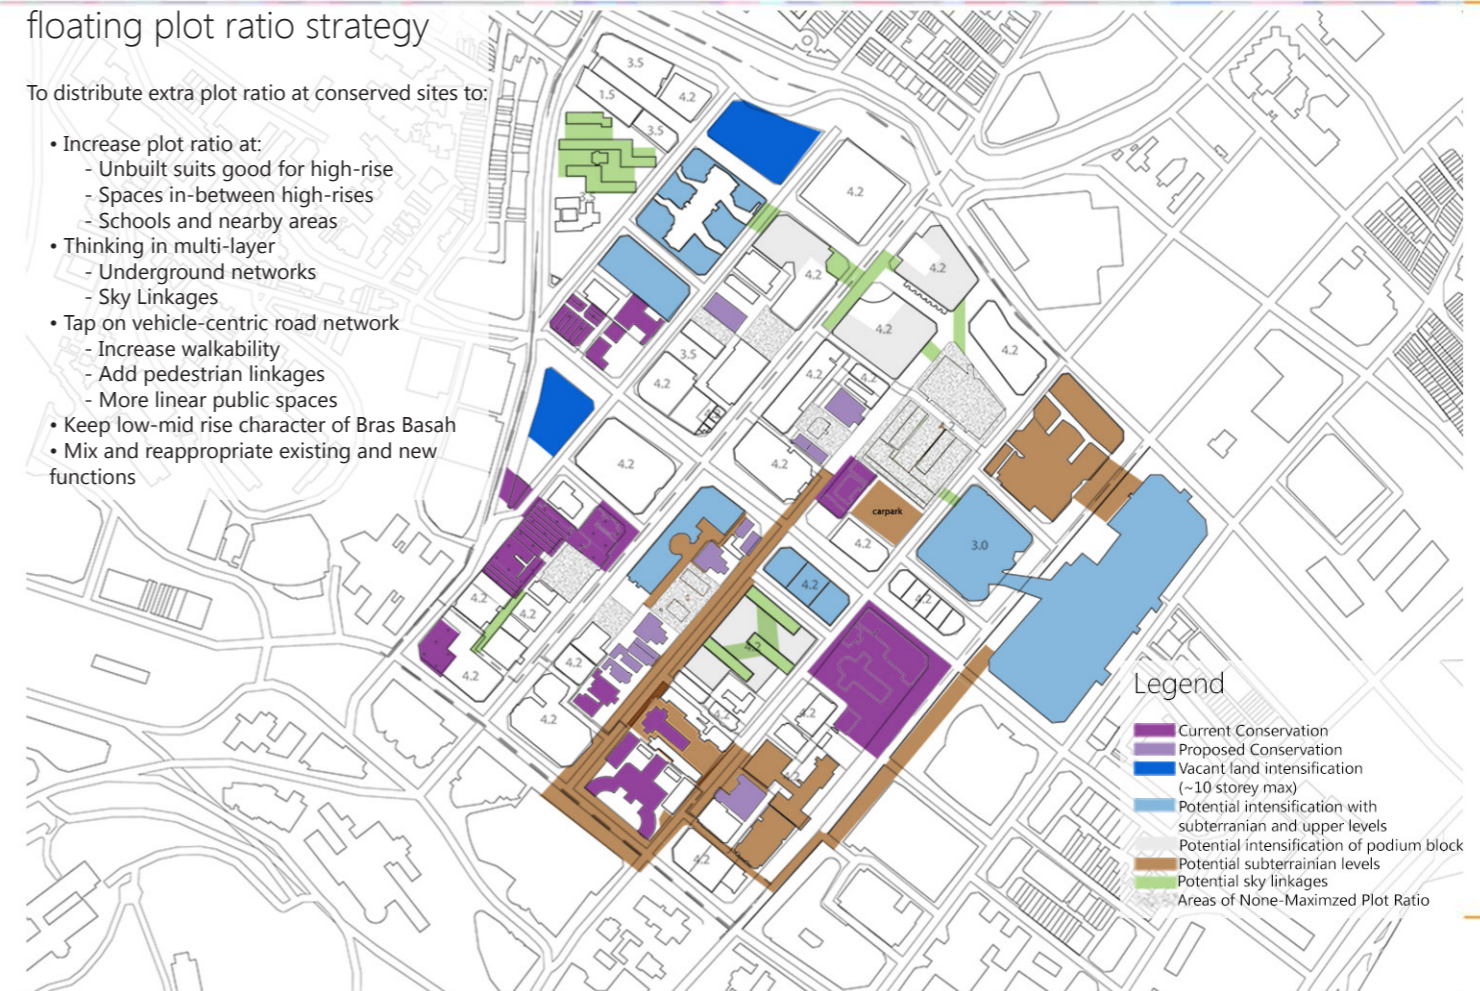 floating plot ratio strategy
To distribute extra plot ratio at conserved sites to:
• Increase plot ratio at:
- Unbuilt suits good for high-rise
- Spaces in-between high-rises
- Schools and nearby areas
• Thinking in multi-layer
- Underground networks
- Sky Linkages
• Tap on vehicle-centric road network
- Increase walkability
- Add pedestrian linkages
- More linear public spaces
• Keep low-mid rise character of Bras Basah
• Mix and reappropriate existing and new
functions
3.5
1.5
4.2
3.5
3.5
4.2
4.2
4.2
4.2
4.2
3.5
4.2
4.2
4.2
4.2
4.2
4.2
carpark
4.2
3.0
4.2
4.2
4.2
4.2
4.2
4.2
4.2
4.2
4.2
4.2
4.2
Legend
Current Conservation
Proposed Conservation
Vacant land intensification
(~10 storey max)
Potential intensification with
subterranian and upper levels
Potential intensification of podium block
Potential subterrainian levels
Potential sky linkages
Areas of None-Maximzed Plot Ratio